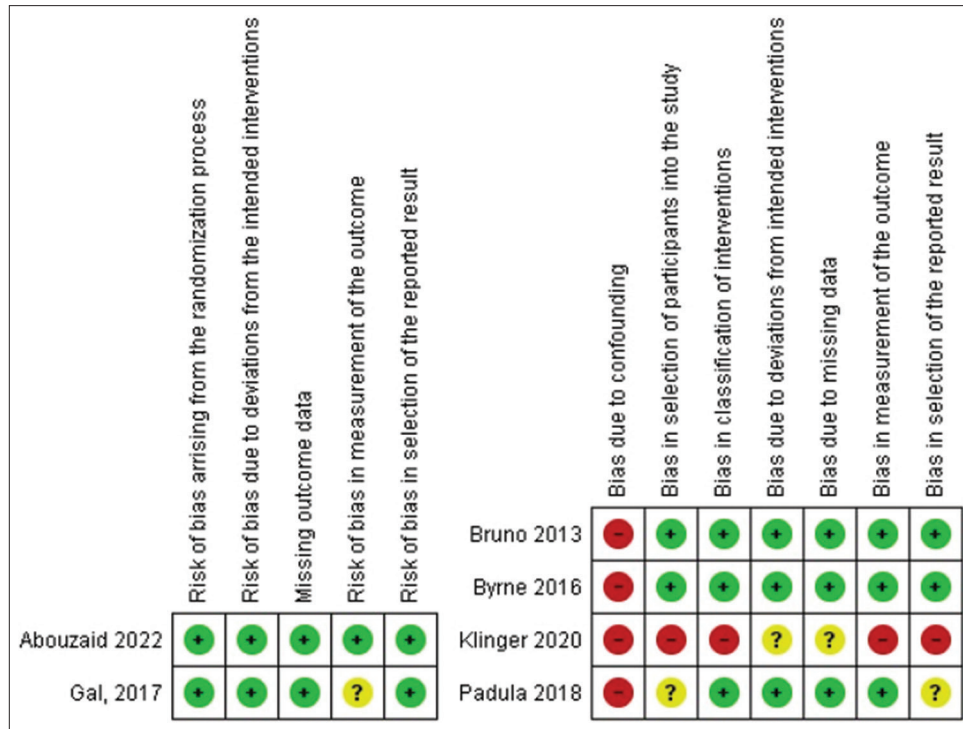 Risk of bias arrising from the randomization process
Risk of bias due to deviations from the intended interventions
Missing outcome data
Risk of bias in measurement of the outcome
Risk of bias in selection of the reported result
Abouzaid 2022 + + + + +
Gal, 2017 + + + ? +
Bias due to confounding
Bias in selection of participants into the study
Bias in classification of interventions
Bias due to deviations from intended interventions
Bias due to missing data
Bias in measurement of the outcome
Bias in selection of the reported result
Bruno 2013 - + + + + + +
Byrne 2016 - + + + + + +
Klinger 2020 - - - ? ? - -
Padula 2018 - ? + + + + ?